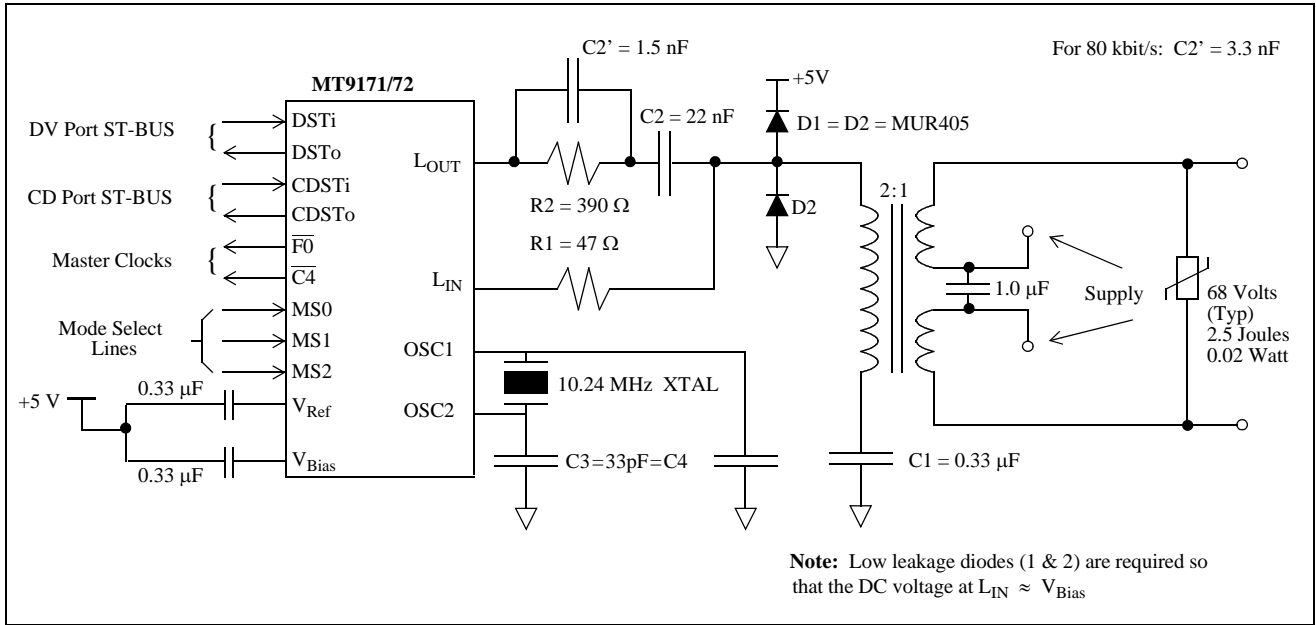 C2' = 1.5 nF
For 80 kbit/s: C2' = 3.3 nF
MT9171/72
+5V
DV Port ST-BUS
DSTi
DSTo
C2 = 22 nF
D1 = D2 = MUR405
L_OUT
CD Port ST-BUS
CDSTi
CDSTo
R2 = 390 Ω
D2
2:1
Master Clocks
F0
C4
R1 = 47 Ω
L_IN
1.0 µF
Supply
68 Volts
(Typ)
2.5 Joules
0.02 Watt
Mode Select
Lines
MS0
MS1
MS2
OSC1
10.24 MHz XTAL
OSC2
+5 V
0.33 µF
V_Ref
0.33 µF
V_Bias
C3=33pF=C4
C1 = 0.33 µF
Note: Low leakage diodes (1 & 2) are required so
that the DC voltage at L_IN ≈ V_Bias